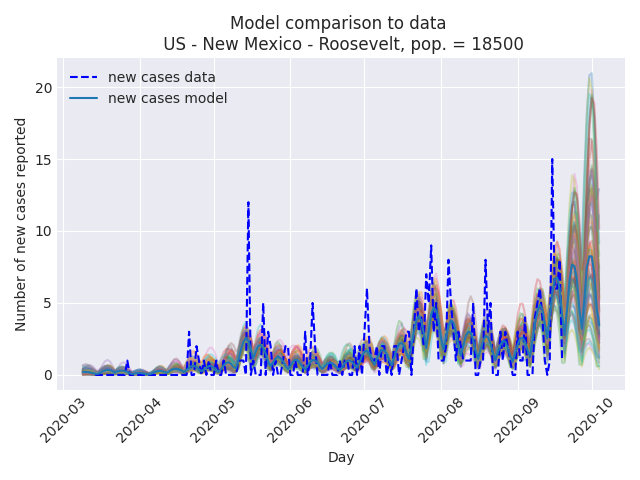 Model comparison to data
US - New Mexico - Roosevelt, pop. = 18500
new cases data
new cases model
Number of new cases reported
20
15
10
5
0
2020-03
2020-04
2020-05
2020-06
2020-07
2020-08
2020-09
2020-10
Day